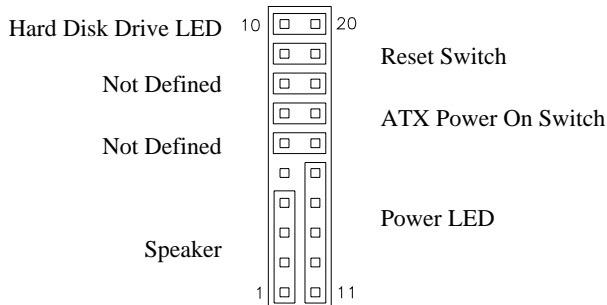 Hard Disk Drive LED 10 20
Reset Switch
Not Defined
ATX Power On Switch
Not Defined
Power LED
Speaker
1 11